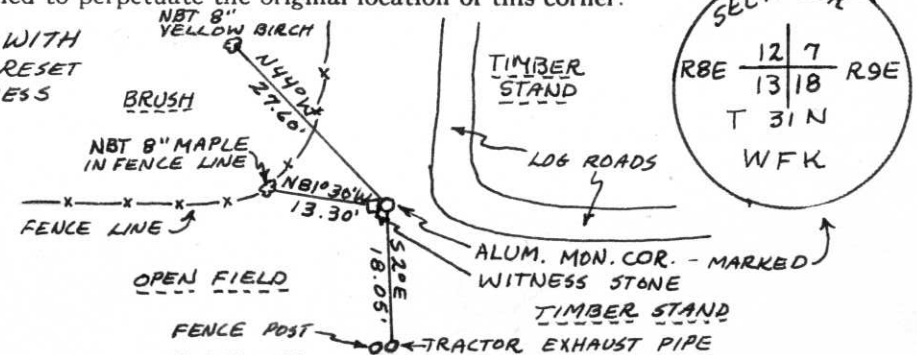 ed to perpetuate the original location of this corner.
WITH
RESET
ESS
NBT 8"
YELLOW BIRCH
N44°W
27.60'
BRUSH
NBT 8" MAPLE
IN FENCE LINE
N81°30'W
13.30'
FENCE LINE
OPEN FIELD
S2°E
18.05'
FENCE POST
TRACTOR EXHAUST PIPE
TIMBER
STAND
LOG ROADS
ALUM. MON. COR. - MARKED
WITNESS STONE
TIMBER STAND
12 7
R8E R9E
13 18
T 31 N
WFK